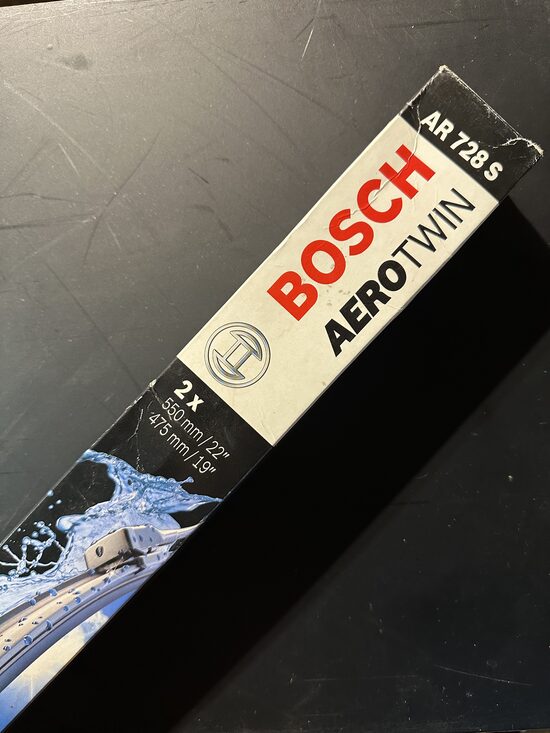 AR 728 S
BOSCH
AEROTWIN
2 x
550 mm / 22"
475 mm / 19"